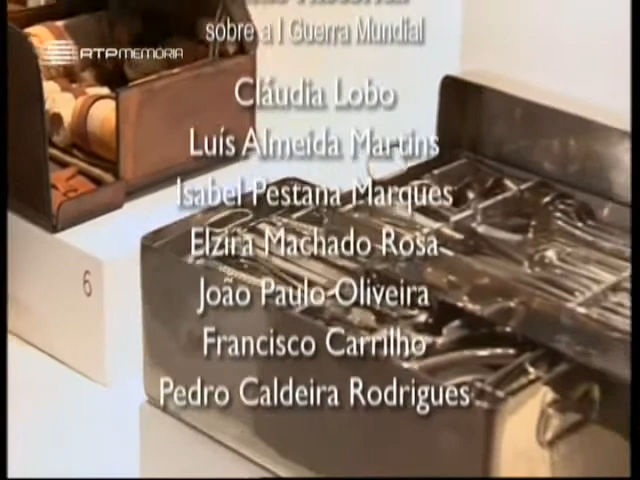 RTP MEMÓRIA
sobre a I Guerra Mundial
Cláudia Lobo
Luís Almeida Martins
Isabel Pestana Marques
Elzira Machado Rosa
João Paulo Oliveira
Francisco Carrilho
Pedro Caldeira Rodrigues
6